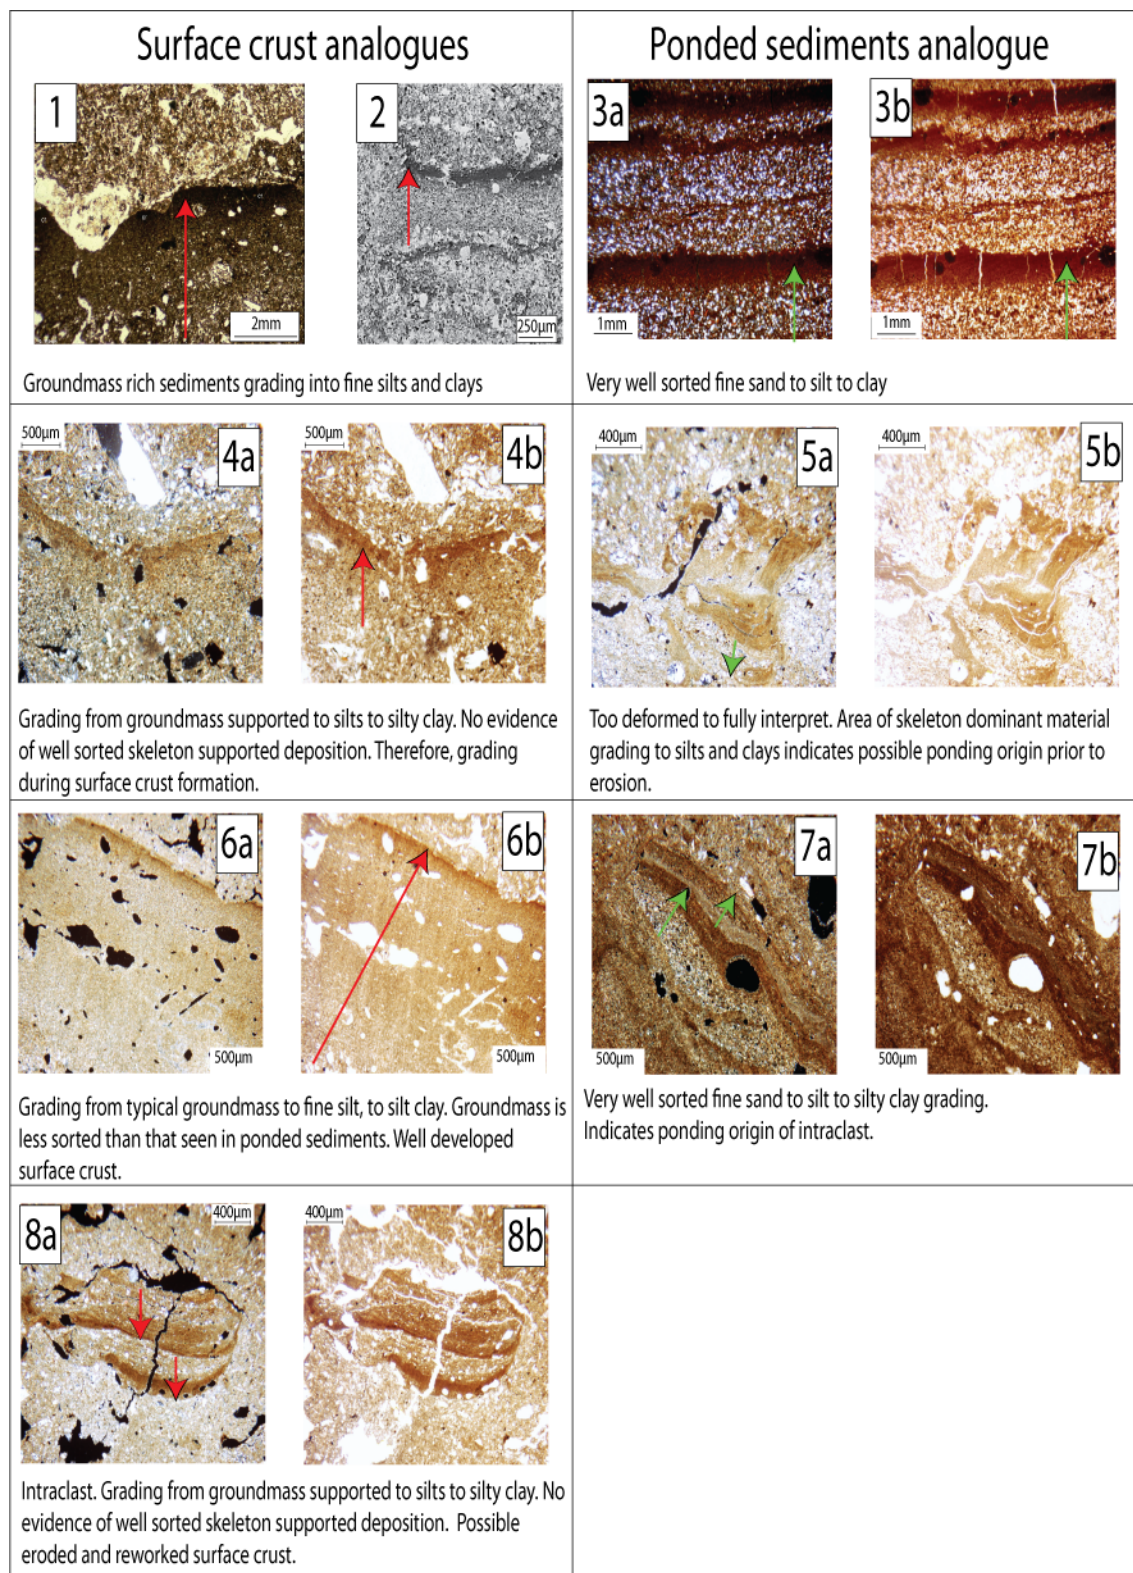 Surface crust analogues
Ponded sediments analogue
1
2
3a
3b
2mm
250µm
1mm
1mm
Groundmass rich sediments grading into fine silts and clays
Very well sorted fine sand to silt to clay
500µm
4a
500µm
4b
400µm
5a
400µm
5b
Grading from groundmass supported to silts to silty clay. No evidence
of well sorted skeleton supported deposition. Therefore, grading
during surface crust formation.
Too deformed to fully interpret. Area of skeleton dominant material
grading to silts and clays indicates possible ponding origin prior to
erosion.
6a
6b
7a
7b
500µm
500µm
500µm
500µm
Grading from typical groundmass to fine silt, to silt clay. Groundmass is
less sorted than that seen in ponded sediments. Well developed
surface crust.
Very well sorted fine sand to silt to silty clay grading.
Indicates ponding origin of intraclast.
8a
400µm
400µm
8b
Intraclast. Grading from groundmass supported to silts to silty clay. No
evidence of well sorted skeleton supported deposition. Possible
eroded and reworked surface crust.